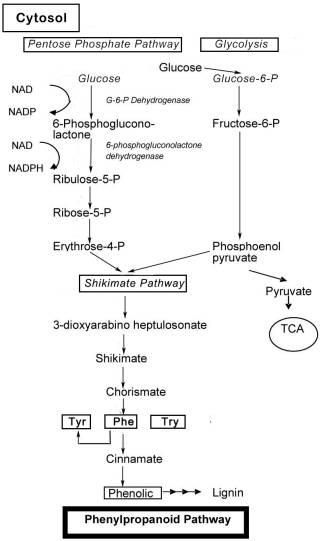 Cytosol
Pentose Phosphate Pathway
Glycolysis
Glucose
Glucose
Glucose-6-P
NAD
G-6-P Dehydrogenase
NADP
6-Phosphoglucono-
lactone
Fructose-6-P
NAD
6-phosphogluconolactone
dehydrogenase
NADPH
Ribulose-5-P
Ribose-5-P
Erythrose-4-P
Phosphoenol
pyruvate
Shikimate Pathway
Pyruvate
TCA
3-dioxyarabino heptulosonate
Shikimate
Chorismate
Tyr
Phe
Try
Cinnamate
Phenolic
Lignin
Phenylpropanoid Pathway